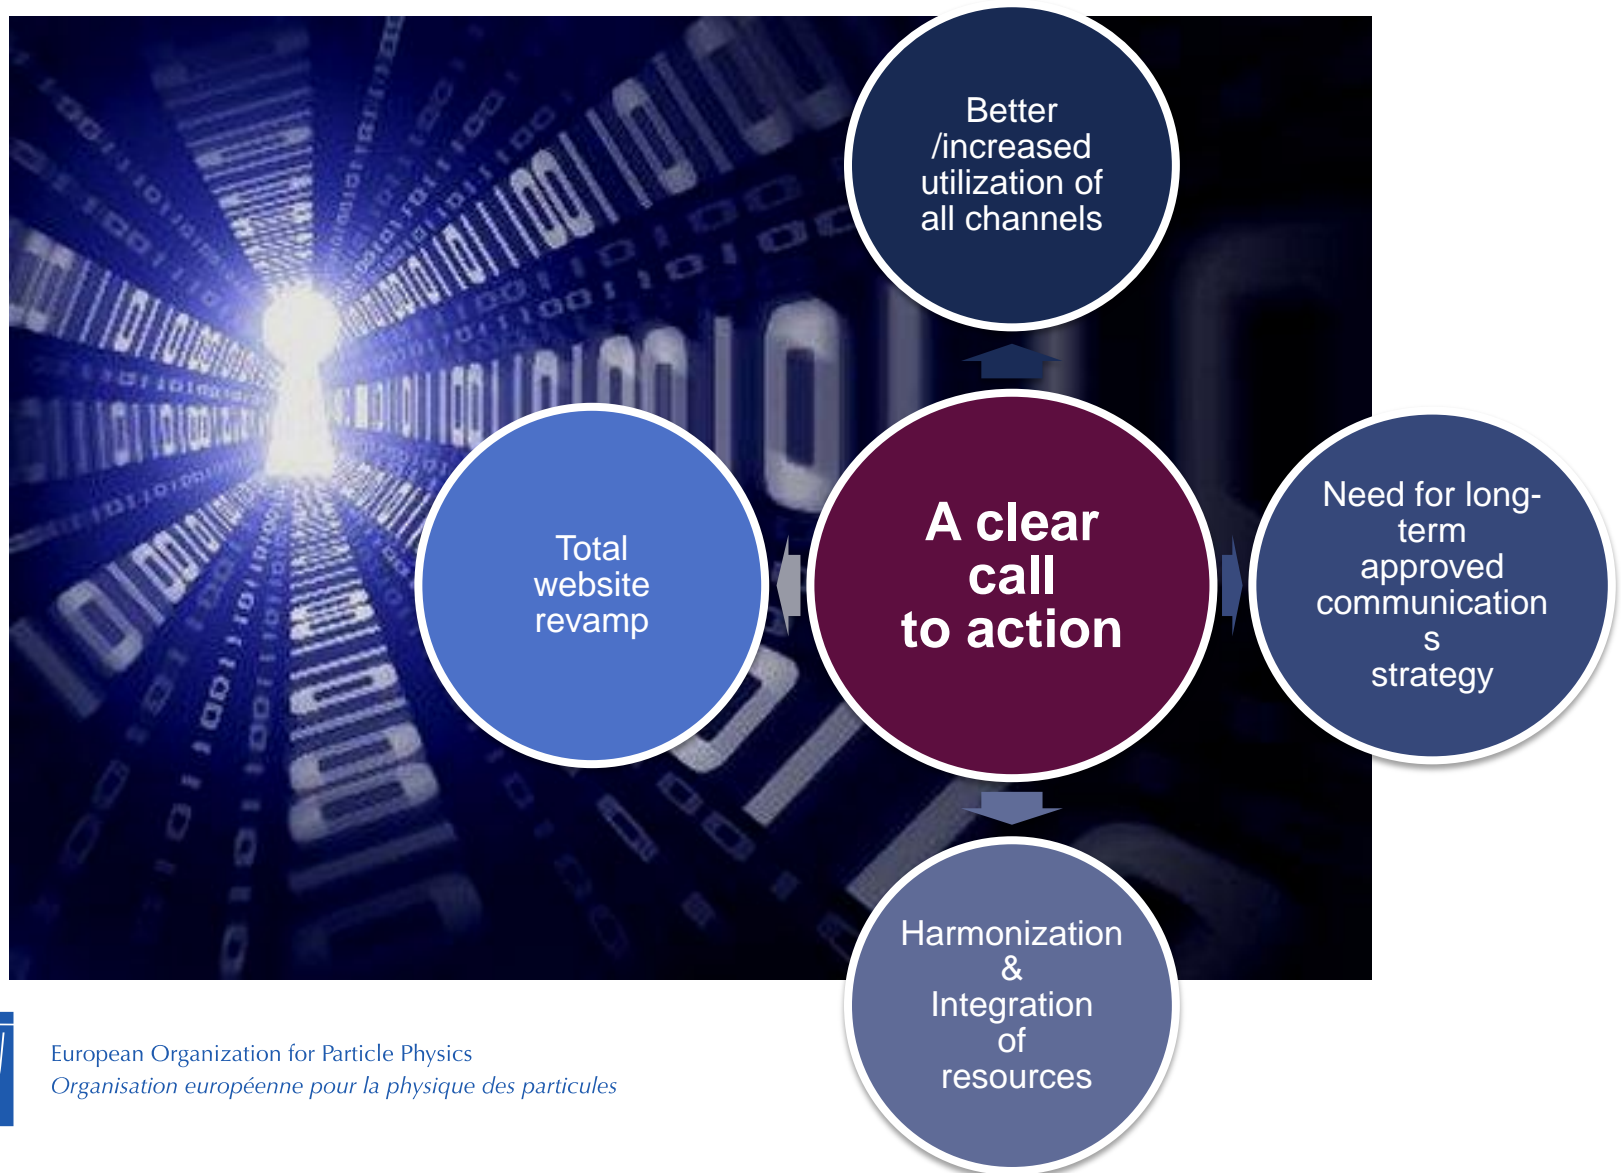 Better
/increased
utilization of
all channels
Total
website
revamp
A clear
call
to action
Need for long-
term
approved
communication
s
strategy
Harmonization
&
Integration
of
resources
European Organization for Particle Physics
Organisation européenne pour la physique des particules